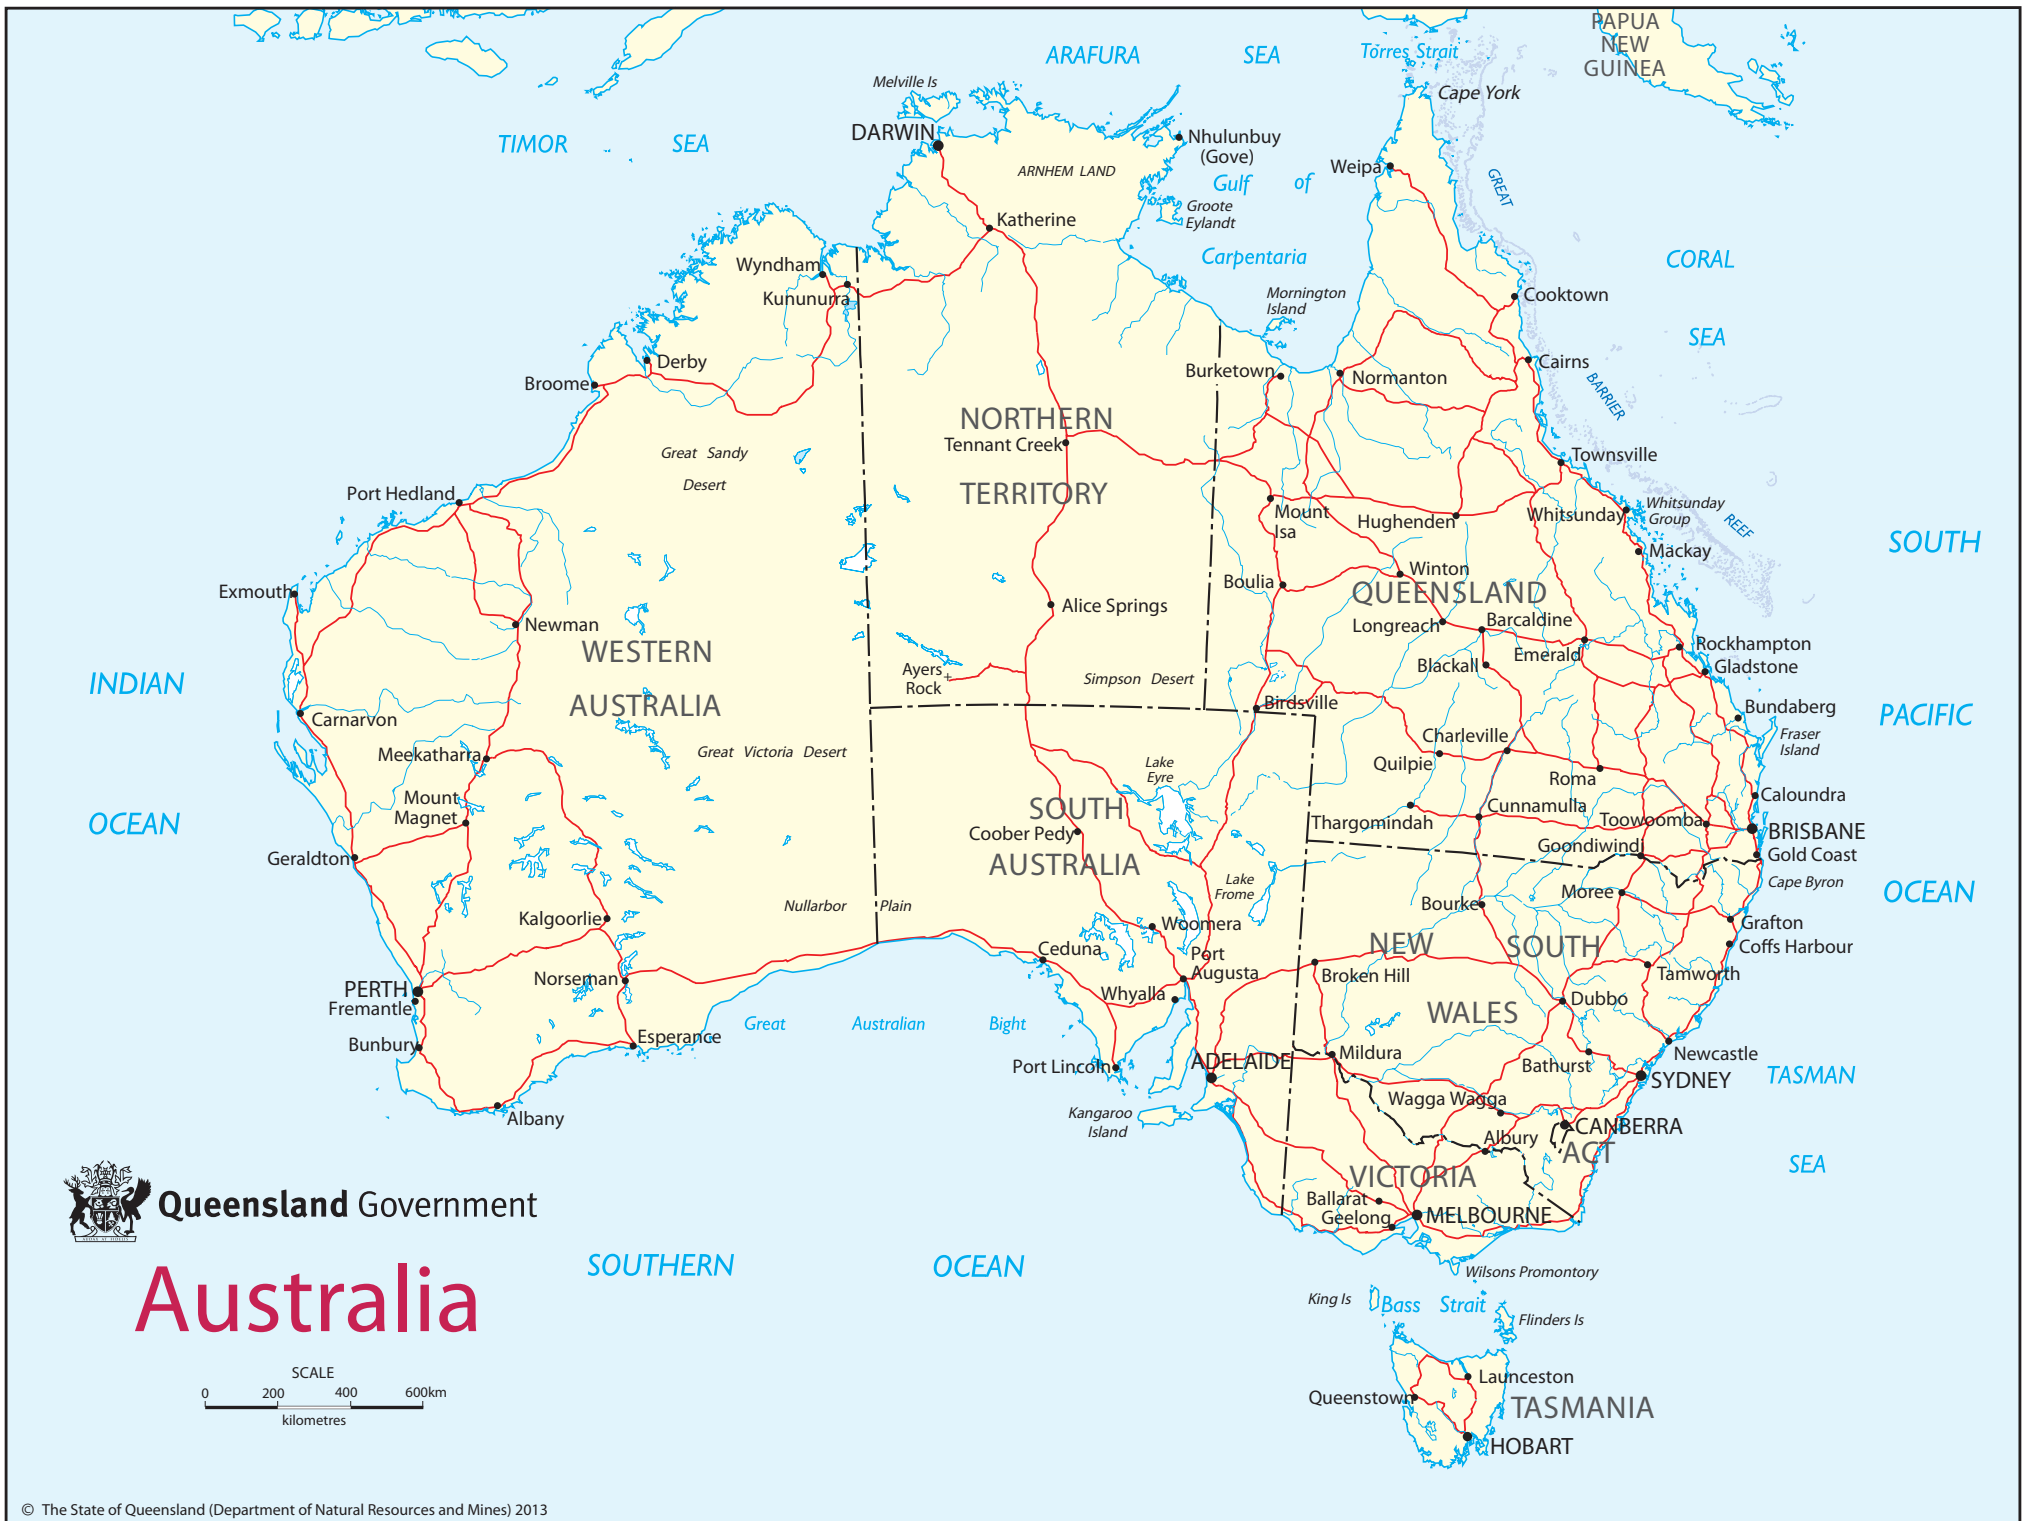 PAPUA
NEW
GUINEA
ARAFURA SEA
Torres Strait
Melville Is
Cape York
DARWIN
TIMOR SEA
Nhulunbuy
(Gove)
ARNHEM LAND
Weipa
Gulf of
Carpentaria
GREAT
BARRIER
REEF
Groote
Eylandt
Katherine
CORAL
SEA
Wyndham
Kununurra
Mornington
Island
Cooktown
Derby
Broome
Burketown
Normanton
Cairns
NORTHERN
TERRITORY
Tennant Creek
Great Sandy
Desert
Townsville
Port Hedland
Mount
Isa
Hughenden
Whitsunday
Whitsunday
Group
SOUTH
PACIFIC
OCEAN
Mackay
Exmouth
Boulia
Winton
QUEENSLAND
Newman
Alice Springs
Longreach
Barcaldine
WESTERN
AUSTRALIA
Blackall
Emerald
Rockhampton
Gladstone
INDIAN
OCEAN
Ayers
Rock
Simpson Desert
Birdsville
Bundaberg
Fraser
Island
Carnarvon
Meekatharra
Great Victoria Desert
Lake
Eyre
Charleville
Quilpie
Roma
Mount
Magnet
SOUTH
AUSTRALIA
Coober Pedy
Thargomindah
Cunnamulla
Toowoomba
Caloundra
BRISBANE
Goondiwindi
Gold Coast
Geraldton
Cape Byron
Lake
Frome
Moree
Nullarbor Plain
Bourke
Kalgoorlie
Woomera
Grafton
Coffs Harbour
Ceduna
NEW SOUTH
WALES
Port
Augusta
Broken Hill
Tamworth
Norseman
PERTH
Fremantle
Whyalla
Dubbo
Great Australian Bight
Bunbury
Esperance
Port Lincoln
ADELAIDE
Mildura
Bathurst
Newcastle
SYDNEY
TASMAN
SEA
Albany
Kangaroo
Island
Wagga Wagga
CANBERRA
ACT
Albury
VICTORIA
Ballarat
Geelong
MELBOURNE
Queensland Government
SOUTHERN OCEAN
Wilsons Promontory
Australia
King Is
Bass Strait
Flinders Is
SCALE
0 200 400 600km
kilometres
Launceston
Queenstown
TASMANIA
HOBART
© The State of Queensland (Department of Natural Resources and Mines) 2013